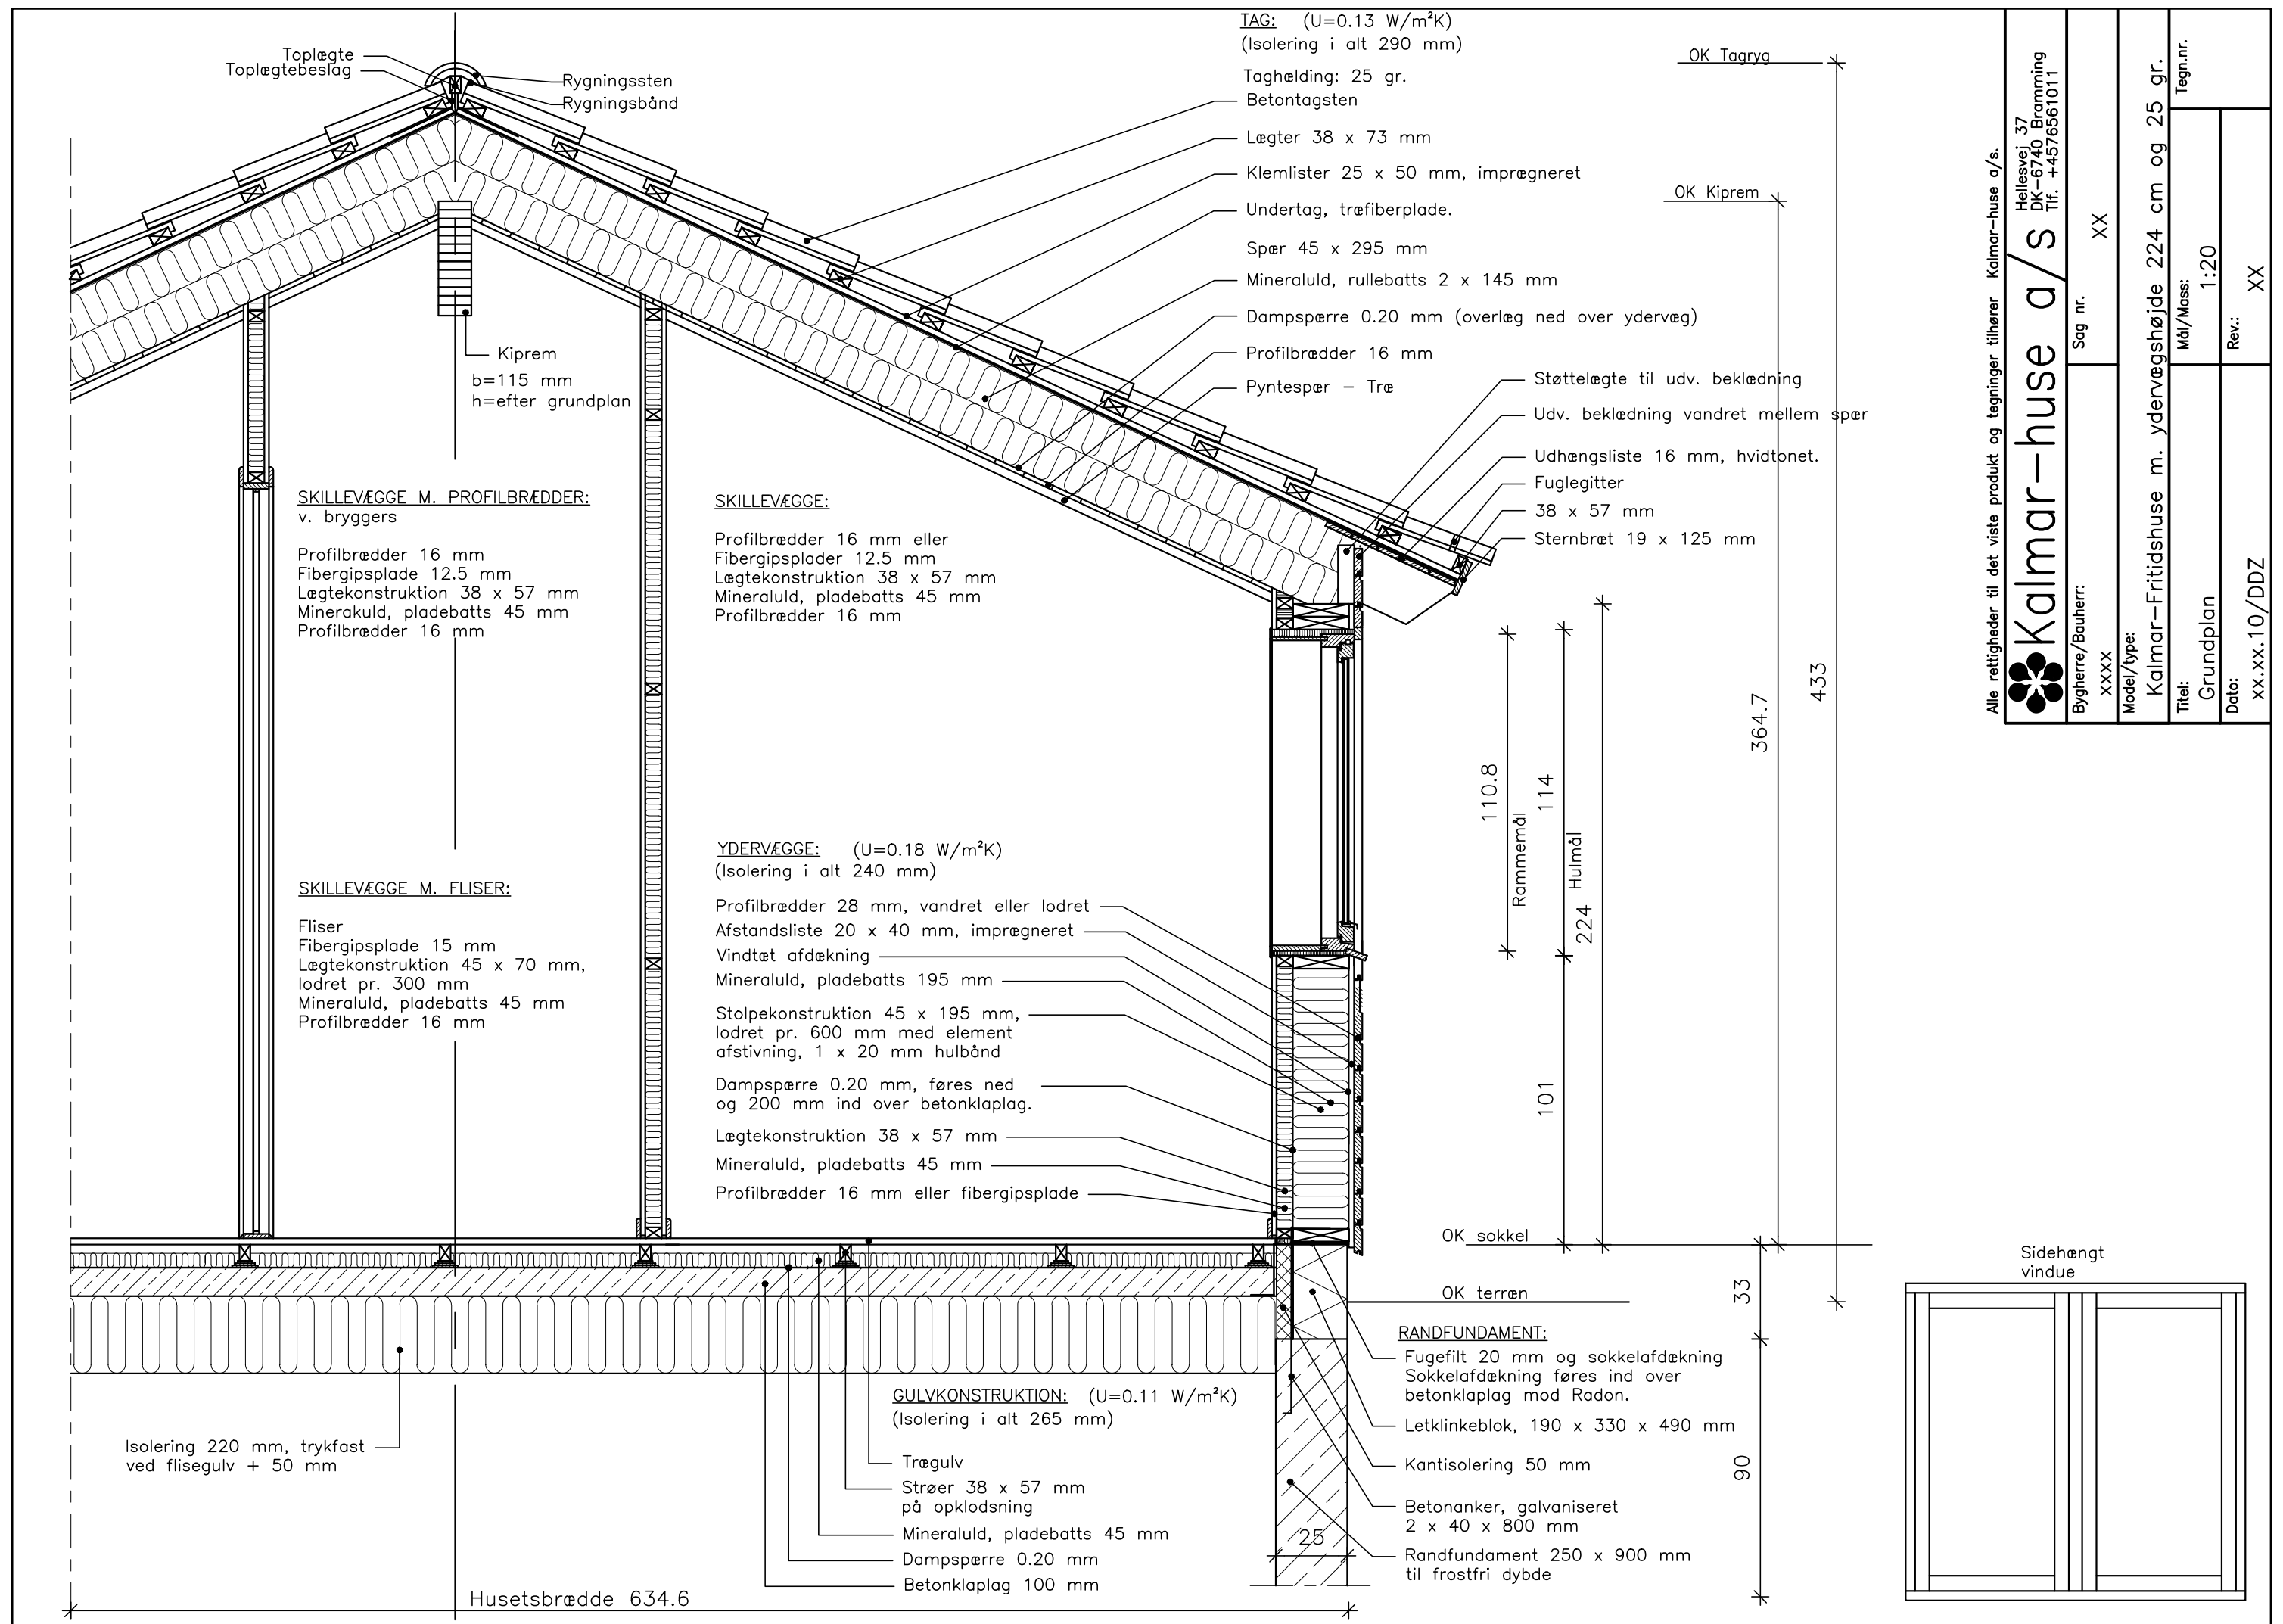 Toplægte
Toplægtebeslag
Rygningssten
Rygningsbånd
Kiprem
b=115 mm
h=efter grundplan
TAG: (U=0.13 W/m²K)
(Isolering i alt 290 mm)
Taghældning: 25 gr.
Betontagsten
Lægter 38 x 73 mm
Klemlister 25 x 50 mm, imprægneret
Undertag, træfiberplade.
Spær 45 x 295 mm
Mineraluld, rullebatts 2 x 145 mm
Dampspærre 0.20 mm (overlæg ned over ydervæg)
Profilbrædder 16 mm
Pyntespær – Træ
Støttelægte til udv. beklædning
Udv. beklædning vandret mellem spær
Udhængsliste 16 mm, hvidtonet.
Fuglegitter
38 x 57 mm
Sternbræt 19 x 125 mm
OK Tagryg
OK Kiprem
SKILLEVÆGGE M. PROFILBRÆDDER:
v. bryggers
Profilbrædder 16 mm
Fibergipsplade 12.5 mm
Lægtekonstruktion 38 x 57 mm
Minerakuld, pladebatts 45 mm
Profilbrædder 16 mm
SKILLEVÆGGE:
Profilbrædder 16 mm eller
Fibergipsplader 12.5 mm
Lægtekonstruktion 38 x 57 mm
Mineraluld, pladebatts 45 mm
Profilbrædder 16 mm
SKILLEVÆGGE M. FLISER:
Fliser
Fibergipsplade 15 mm
Lægtekonstruktion 45 x 70 mm,
lodret pr. 300 mm
Mineraluld, pladebatts 45 mm
Profilbrædder 16 mm
YDERVÆGGE: (U=0.18 W/m²K)
(Isolering i alt 240 mm)
Profilbrædder 28 mm, vandret eller lodret
Afstandsliste 20 x 40 mm, imprægneret
Vindtæt afdækning
Mineraluld, pladebatts 195 mm
Stolpekonstruktion 45 x 195 mm,
lodret pr. 600 mm med element
afstivning, 1 x 20 mm hulbånd
Dampspærre 0.20 mm, føres ned
og 200 mm ind over betonklaplag.
Lægtekonstruktion 38 x 57 mm
Mineraluld, pladebatts 45 mm
Profilbrædder 16 mm eller fibergipsplade
110.8
Rammemål
114
Hulmål
224
101
364.7
433
OK sokkel
OK terræn
33
90
25
RANDFUNDAMENT:
Fugefilt 20 mm og sokkelafdækning
Sokkelafdækning føres ind over
betonklaplag mod Radon.
Letklinkeblok, 190 x 330 x 490 mm
Kantisolering 50 mm
Betonanker, galvaniseret
2 x 40 x 800 mm
Randfundament 250 x 900 mm
til frostfri dybde
GULVKONSTRUKTION: (U=0.11 W/m²K)
(Isolering i alt 265 mm)
Trægulv
Strøer 38 x 57 mm
på opklodsning
Mineraluld, pladebatts 45 mm
Dampspærre 0.20 mm
Betonklaplag 100 mm
Isolering 220 mm, trykfast
ved flisegulv + 50 mm
Husetsbrædde 634.6
Sidehængt
vindue
Alle rettigheder til det viste produkt og tegninger tilhører Kalmar–huse a/s.
Kalmar–huse a/s
Hellesvej 37
DK–6740 Bramming
Tlf. +4576561011
Bygherre/Bauherr:
xxxx
Sag nr.
XX
Model/type:
Kalmar–Fritidshuse m. ydervægshøjde 224 cm og 25 gr.
Titel:
Grundplan
Mål/Mass:
1:20
Tegn.nr.
Dato:
xx.xx.10/DDZ
Rev.:
XX